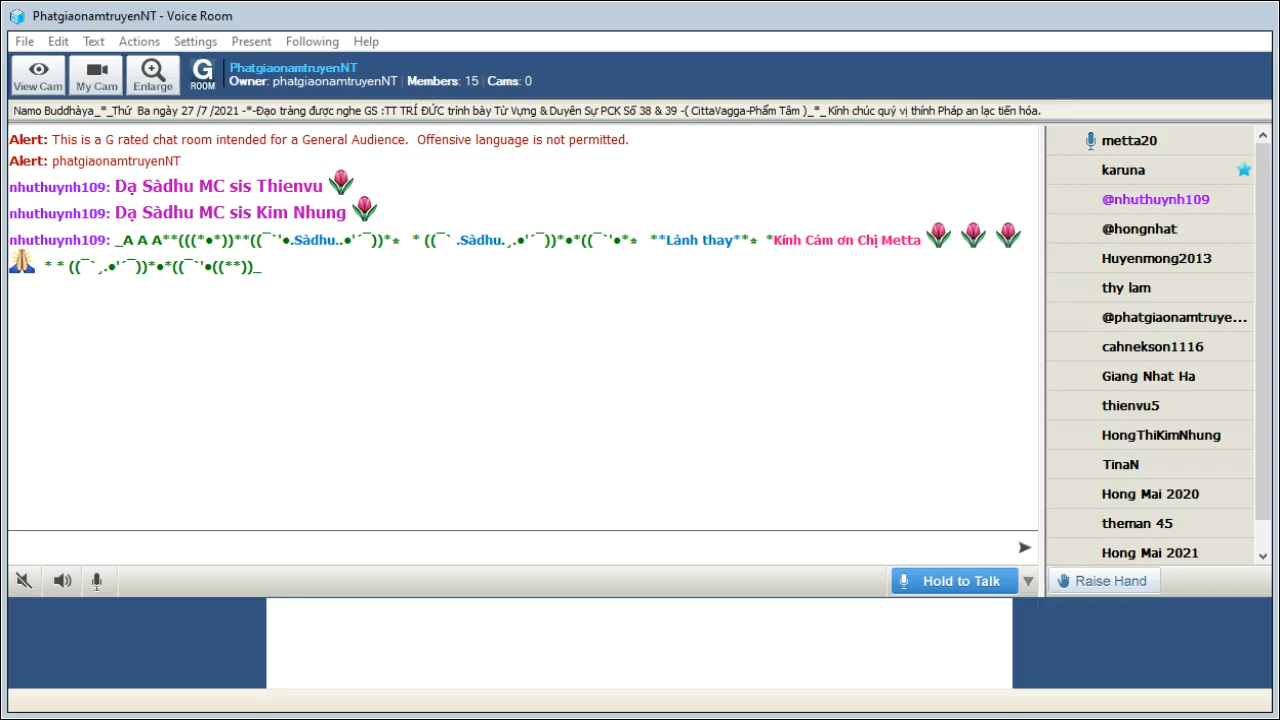 PhatgiaonamtruyenNT - Voice Room
File Edit Text Actions Settings Present Following Help
View Cam My Cam Enlarge G ROOM
PhatgiaonamtruyenNT
Owner: phatgiaonamtruyenNT | Members: 15 | Cams: 0
Namo Buddhàya_*_Thứ Ba ngày 27 /7 /2021 -*-Đạo tràng được nghe GS :TT TRÍ ĐỨC trình bày Từ Vựng & Duyên Sự PCK Số 38 & 39 -( CittaVagga-Phẩm Tâm )_*_ Kính chúc quý vị thính Pháp an lạc tiến hóa.
Alert: This is a G rated chat room intended for a General Audience. Offensive language is not permitted.
Alert: phatgiaonamtruyenNT
nhuthuynh109: Dạ Sàdhu MC sis Thienvu
nhuthuynh109: Dạ Sàdhu MC sis Kim Nhung
nhuthuynh109: _A A A**(((*●*))**((¯`'●.Sàdhu..●'´¯))*⋆ * ((¯` .Sàdhu.¸.●'´¯))*●*((¯`'●*⋆ **Lành thay**⋆ *Kính Cám ơn Chị Metta
* * ((¯`¸.●'´¯))*●*((¯`'●((**))_
metta20
karuna
@nhuthuynh109
@hongnhat
Huyenmong2013
thy lam
@phatgiaonamtruye...
cahnekson1116
Giang Nhat Ha
thienvu5
HongThiKimNhung
TinaN
Hong Mai 2020
theman 45
Hong Mai 2021
Hold to Talk
Raise Hand